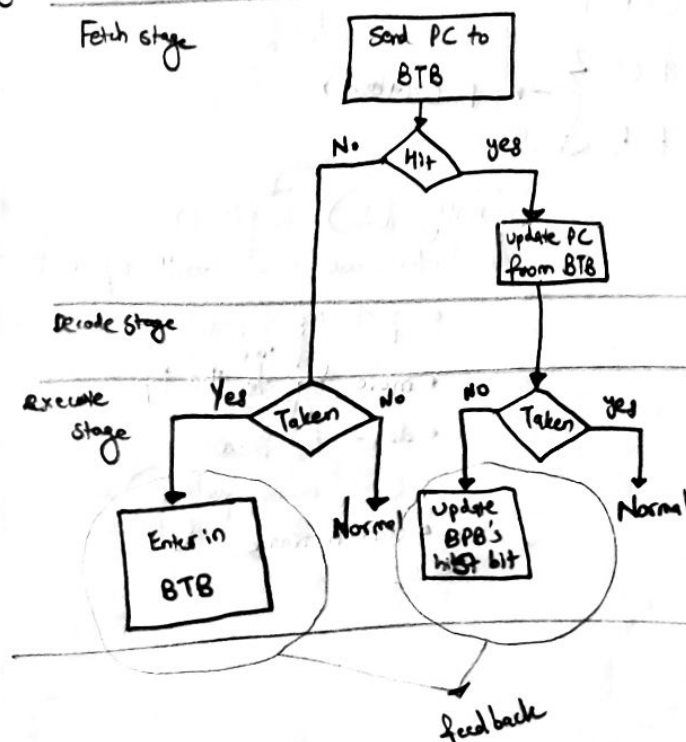 Fetch stage
Send PC to
BTB
No
Hit
yes
update PC
from BTB
Decode stage
Execute
stage
Yes
Taken
No
NO
Taken
yes
Enter in
BTB
Normal
update
BPB's
bit
Normal
feedback